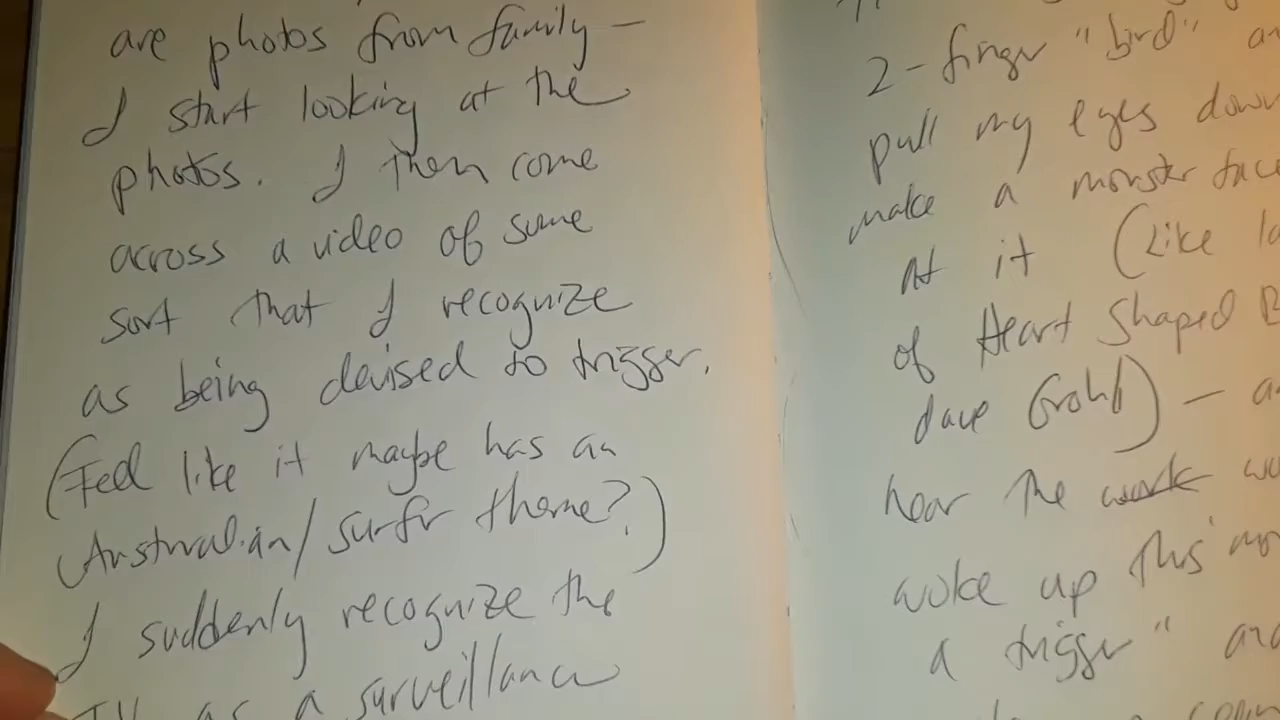 are photos from family —
I start looking at the
photos. I then come
across a video of some
sort that I recognize
as being devised to trigger.
(Feel like it maybe has an
Australian/surfr theme?)
I suddenly recognize the
as a surveillance
2-finger "bird"
pull my eyes down
make a monster face
at it (Like
of Heart Shaped
dave Grohl) —
hear the work
woke up this
a trigger"